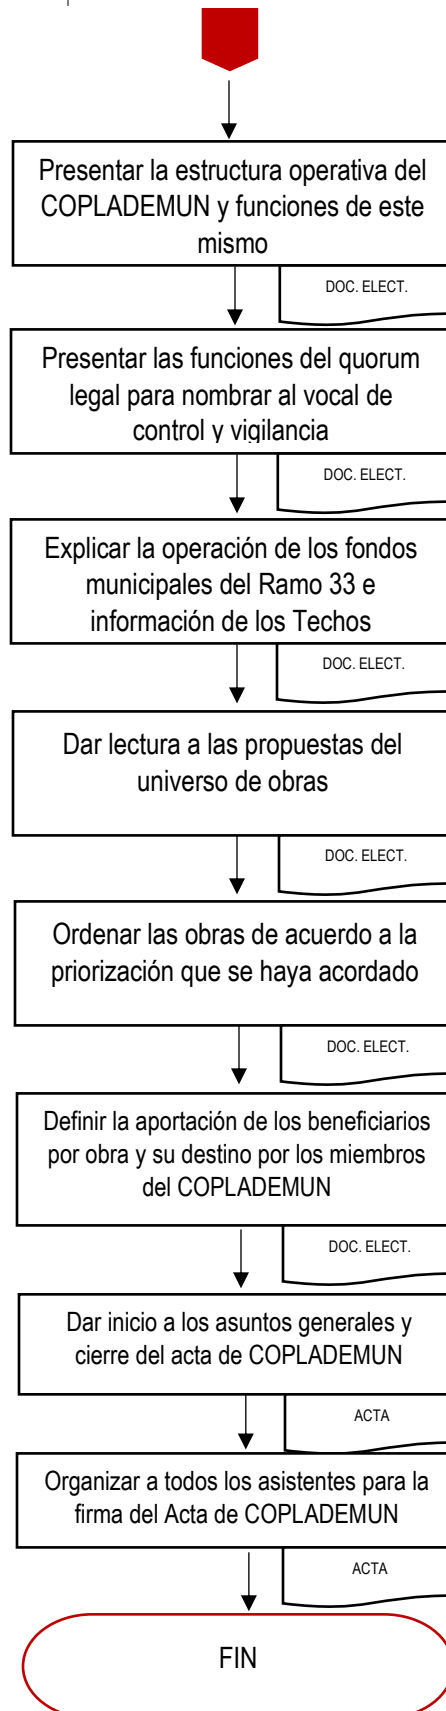 Presentar la estructura operativa del
COPLADEMUN y funciones de este
mismo
DOC. ELECT.
Presentar las funciones del quorum
legal para nombrar al vocal de
control y vigilancia
DOC. ELECT.
Explicar la operación de los fondos
municipales del Ramo 33 e
información de los Techos
DOC. ELECT.
Dar lectura a las propuestas del
universo de obras
DOC. ELECT.
Ordenar las obras de acuerdo a la
priorización que se haya acordado
DOC. ELECT.
Definir la aportación de los beneficiarios
por obra y su destino por los miembros
del COPLADEMUN
DOC. ELECT.
Dar inicio a los asuntos generales y
cierre del acta de COPLADEMUN
ACTA
Organizar a todos los asistentes para la
firma del Acta de COPLADEMUN
ACTA
FIN